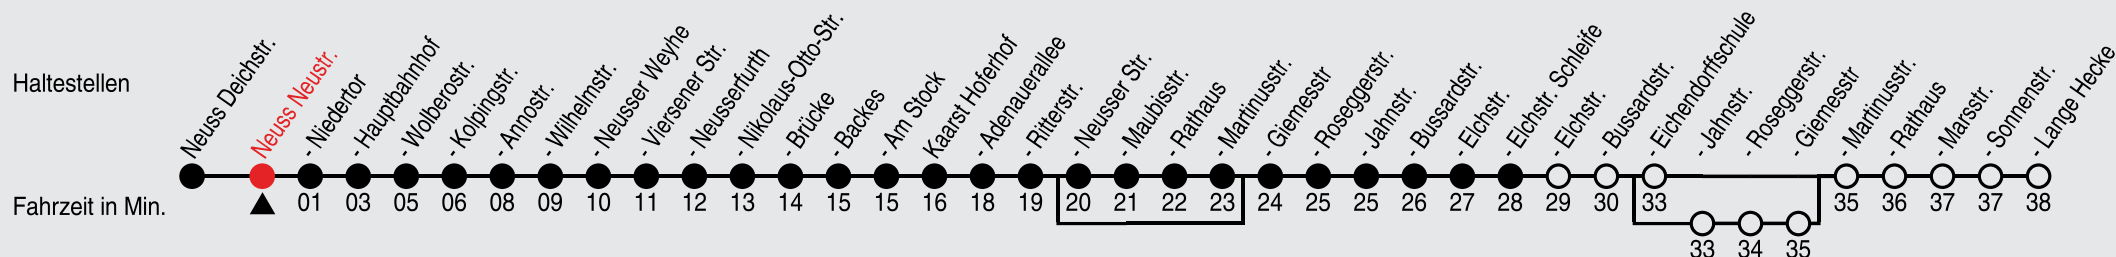 Haltestellen
Neuss Deichstr.
Neuss Neustr.
- Niedertor
- Hauptbahnhof
- Wolberostr.
- Kolpingstr.
- Annostr.
- Wilhelmstr.
- Neusser Weyhe
- Viersener Str.
- Neusserfurth
- Nikolaus-Otto-Str.
- Brücke
- Backes
- Am Stock
Kaarst Hoferhof
- Adenauerallee
- Ritterstr.
- Neusser Str.
- Maubisstr.
- Rathaus
- Martinusstr.
- Giemesstr
- Roseggerstr.
- Jahnstr.
- Bussardstr.
- Elchstr.
- Elchstr. Schleife
- Elchstr.
- Bussardstr.
- Eichendorffschule
- Jahnstr.
- Roseggerstr.
- Giemesstr
- Martinusstr.
- Rathaus
- Marsstr.
- Sonnenstr.
- Lange Hecke
Fahrzeit in Min.
01 03 05 06 08 09 10 11 12 13 14 15 15 16 18 19 20 21 22 23 24 25 25 26 27 28 29 30 33 35 36 37 37 38
33 34 35